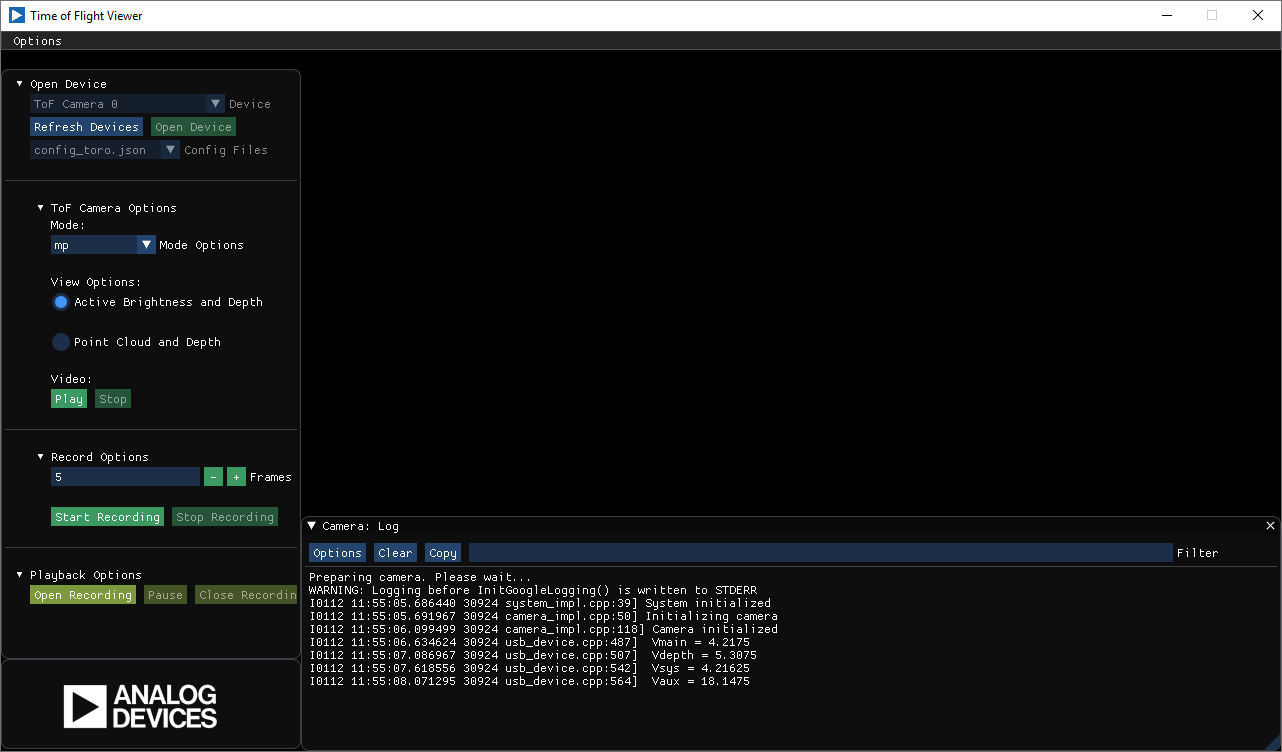 Time of Flight Viewer
Options
Open Device
ToF Camera 0 Device
Refresh Devices Open Device
config_toro.json Config Files
ToF Camera Options
Mode:
mp Mode Options
View Options:
Active Brightness and Depth
Point Cloud and Depth
Video:
Play Stop
Record Options
5 - + Frames
Start Recording Stop Recording
Playback Options
Open Recording Pause Close Recordin
ANALOG
DEVICES
Camera: Log
Options Clear Copy Filter
Preparing camera. Please wait...
WARNING: Logging before InitGoogleLogging() is written to STDERR
I0112 11:55:05.686440 30924 system_impl.cpp:39] System initialized
I0112 11:55:05.691967 30924 camera_impl.cpp:50] Initializing camera
I0112 11:55:06.099499 30924 camera_impl.cpp:118] Camera initialized
I0112 11:55:06.634624 30924 usb_device.cpp:487]  Vmain = 4.2175
I0112 11:55:07.086967 30924 usb_device.cpp:507]  Vdepth = 5.3075
I0112 11:55:07.618556 30924 usb_device.cpp:542]  Vsys = 4.21625
I0112 11:55:08.071295 30924 usb_device.cpp:564]  Vaux = 18.1475